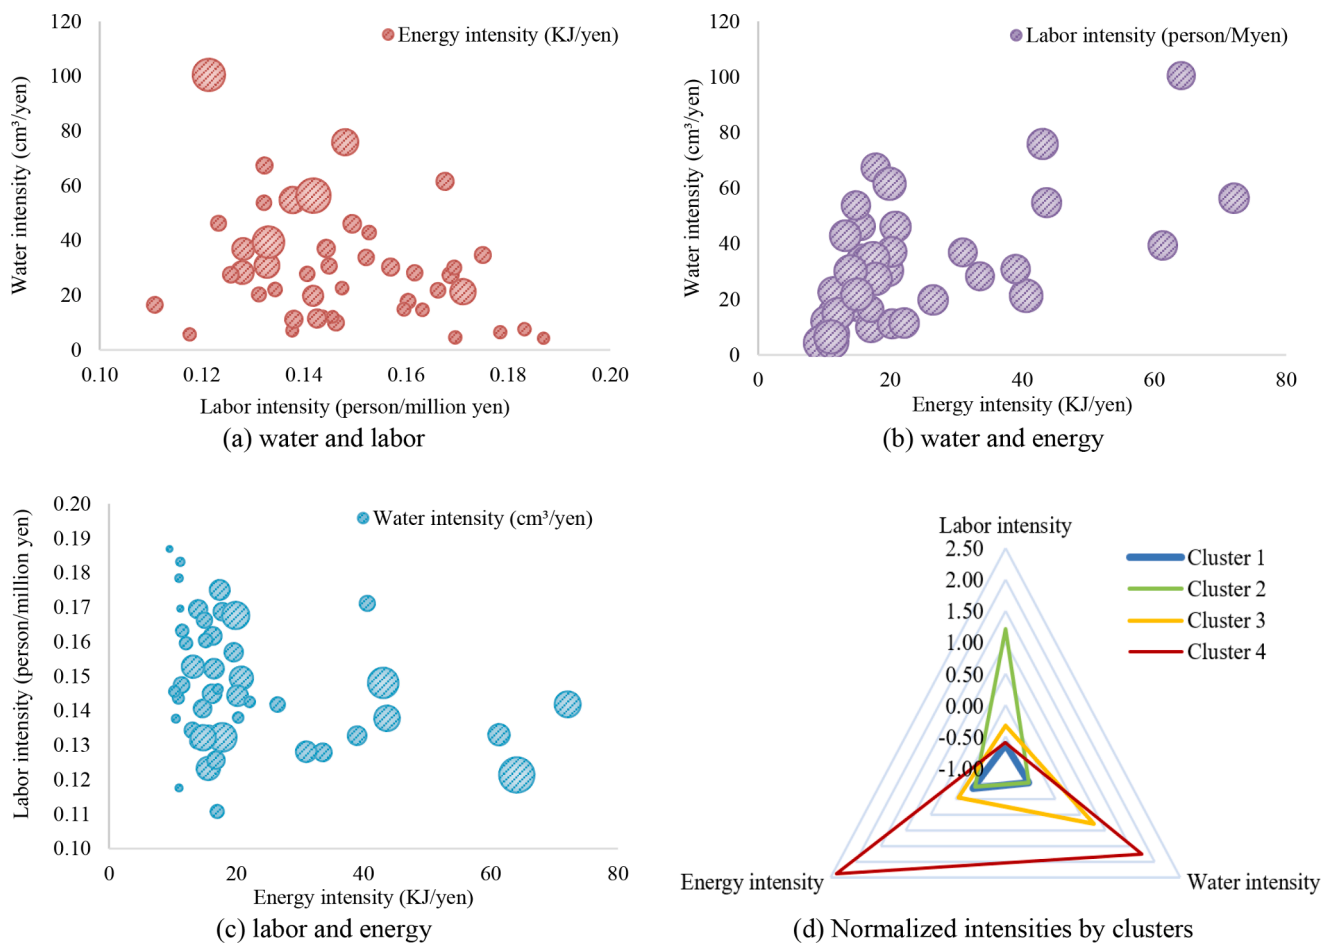 120
100
80
60
40
20
0
Water intensity (cm³/yen)
Energy intensity (KJ/yen)
0.10
0.12
0.14
0.16
0.18
0.20
Labor intensity (person/million yen)
(a) water and labor
120
100
80
60
40
20
0
Water intensity (cm³/yen)
Labor intensity (person/Myen)
0
20
40
60
80
Energy intensity (KJ/yen)
(b) water and energy
0.20
0.19
0.18
0.17
0.16
0.15
0.14
0.13
0.12
0.11
0.10
Labor intensity (person/million yen)
Water intensity (cm³/yen)
0
20
40
60
80
Energy intensity (KJ/yen)
(c) labor and energy
Labor intensity
2.50
2.00
1.50
1.00
0.50
0.00
-0.50
-1.00
Cluster 1
Cluster 2
Cluster 3
Cluster 4
Energy intensity
Water intensity
(d) Normalized intensities by clusters